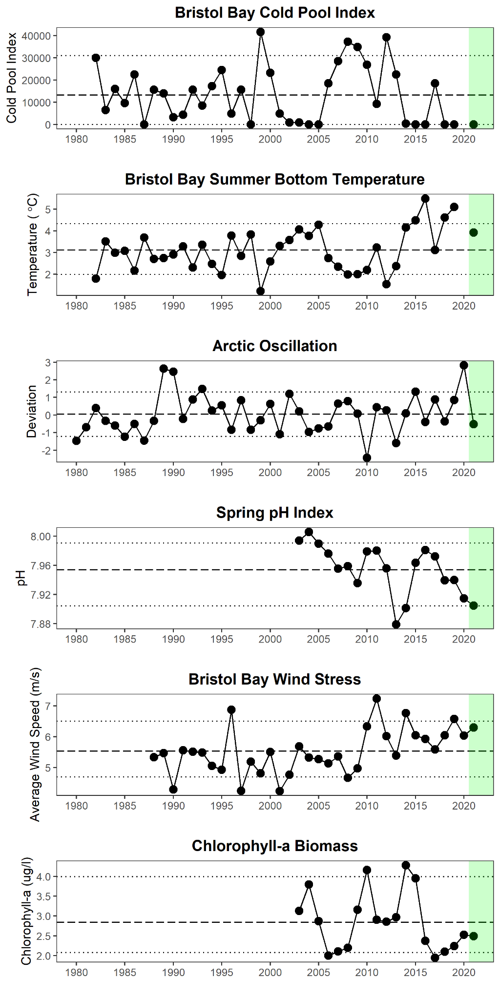 Bristol Bay Cold Pool Index
Cold Pool Index
40000
30000
20000
10000
0
1980 1985 1990 1995 2000 2005 2010 2015 2020
Bristol Bay Summer Bottom Temperature
Temperature ( °C)
5
4
3
2
1980 1985 1990 1995 2000 2005 2010 2015 2020
Arctic Oscillation
Deviation
3
2
1
0
-1
-2
1980 1985 1990 1995 2000 2005 2010 2015 2020
Spring pH Index
pH
8.00
7.96
7.92
7.88
1980 1985 1990 1995 2000 2005 2010 2015 2020
Bristol Bay Wind Stress
Average Wind Speed (m/s)
7
6
5
1980 1985 1990 1995 2000 2005 2010 2015 2020
Chlorophyll-a Biomass
Chlorophyll-a (ug/l)
4.0
3.5
3.0
2.5
2.0
1980 1985 1990 1995 2000 2005 2010 2015 2020